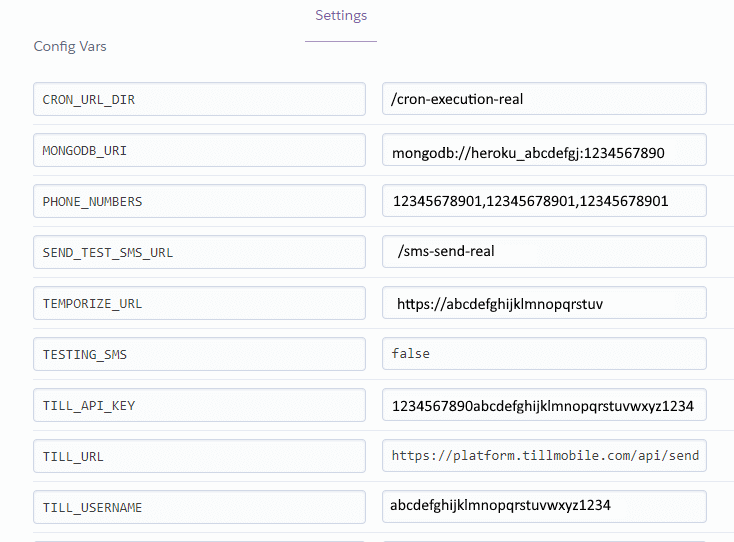 Settings
Config Vars
CRON_URL_DIR /cron-execution-real
MONGODB_URI mongodb://heroku_abcdefgj:1234567890
PHONE_NUMBERS 12345678901,12345678901,12345678901
SEND_TEST_SMS_URL /sms-send-real
TEMPORIZE_URL https://abcdefghijklmnopqrstuv
TESTING_SMS false
TILL_API_KEY 1234567890abcdefghijklmnopqrstuvwxyz1234
TILL_URL https://platform.tillmobile.com/api/send
TILL_USERNAME abcdefghijklmnopqrstuvwxyz1234